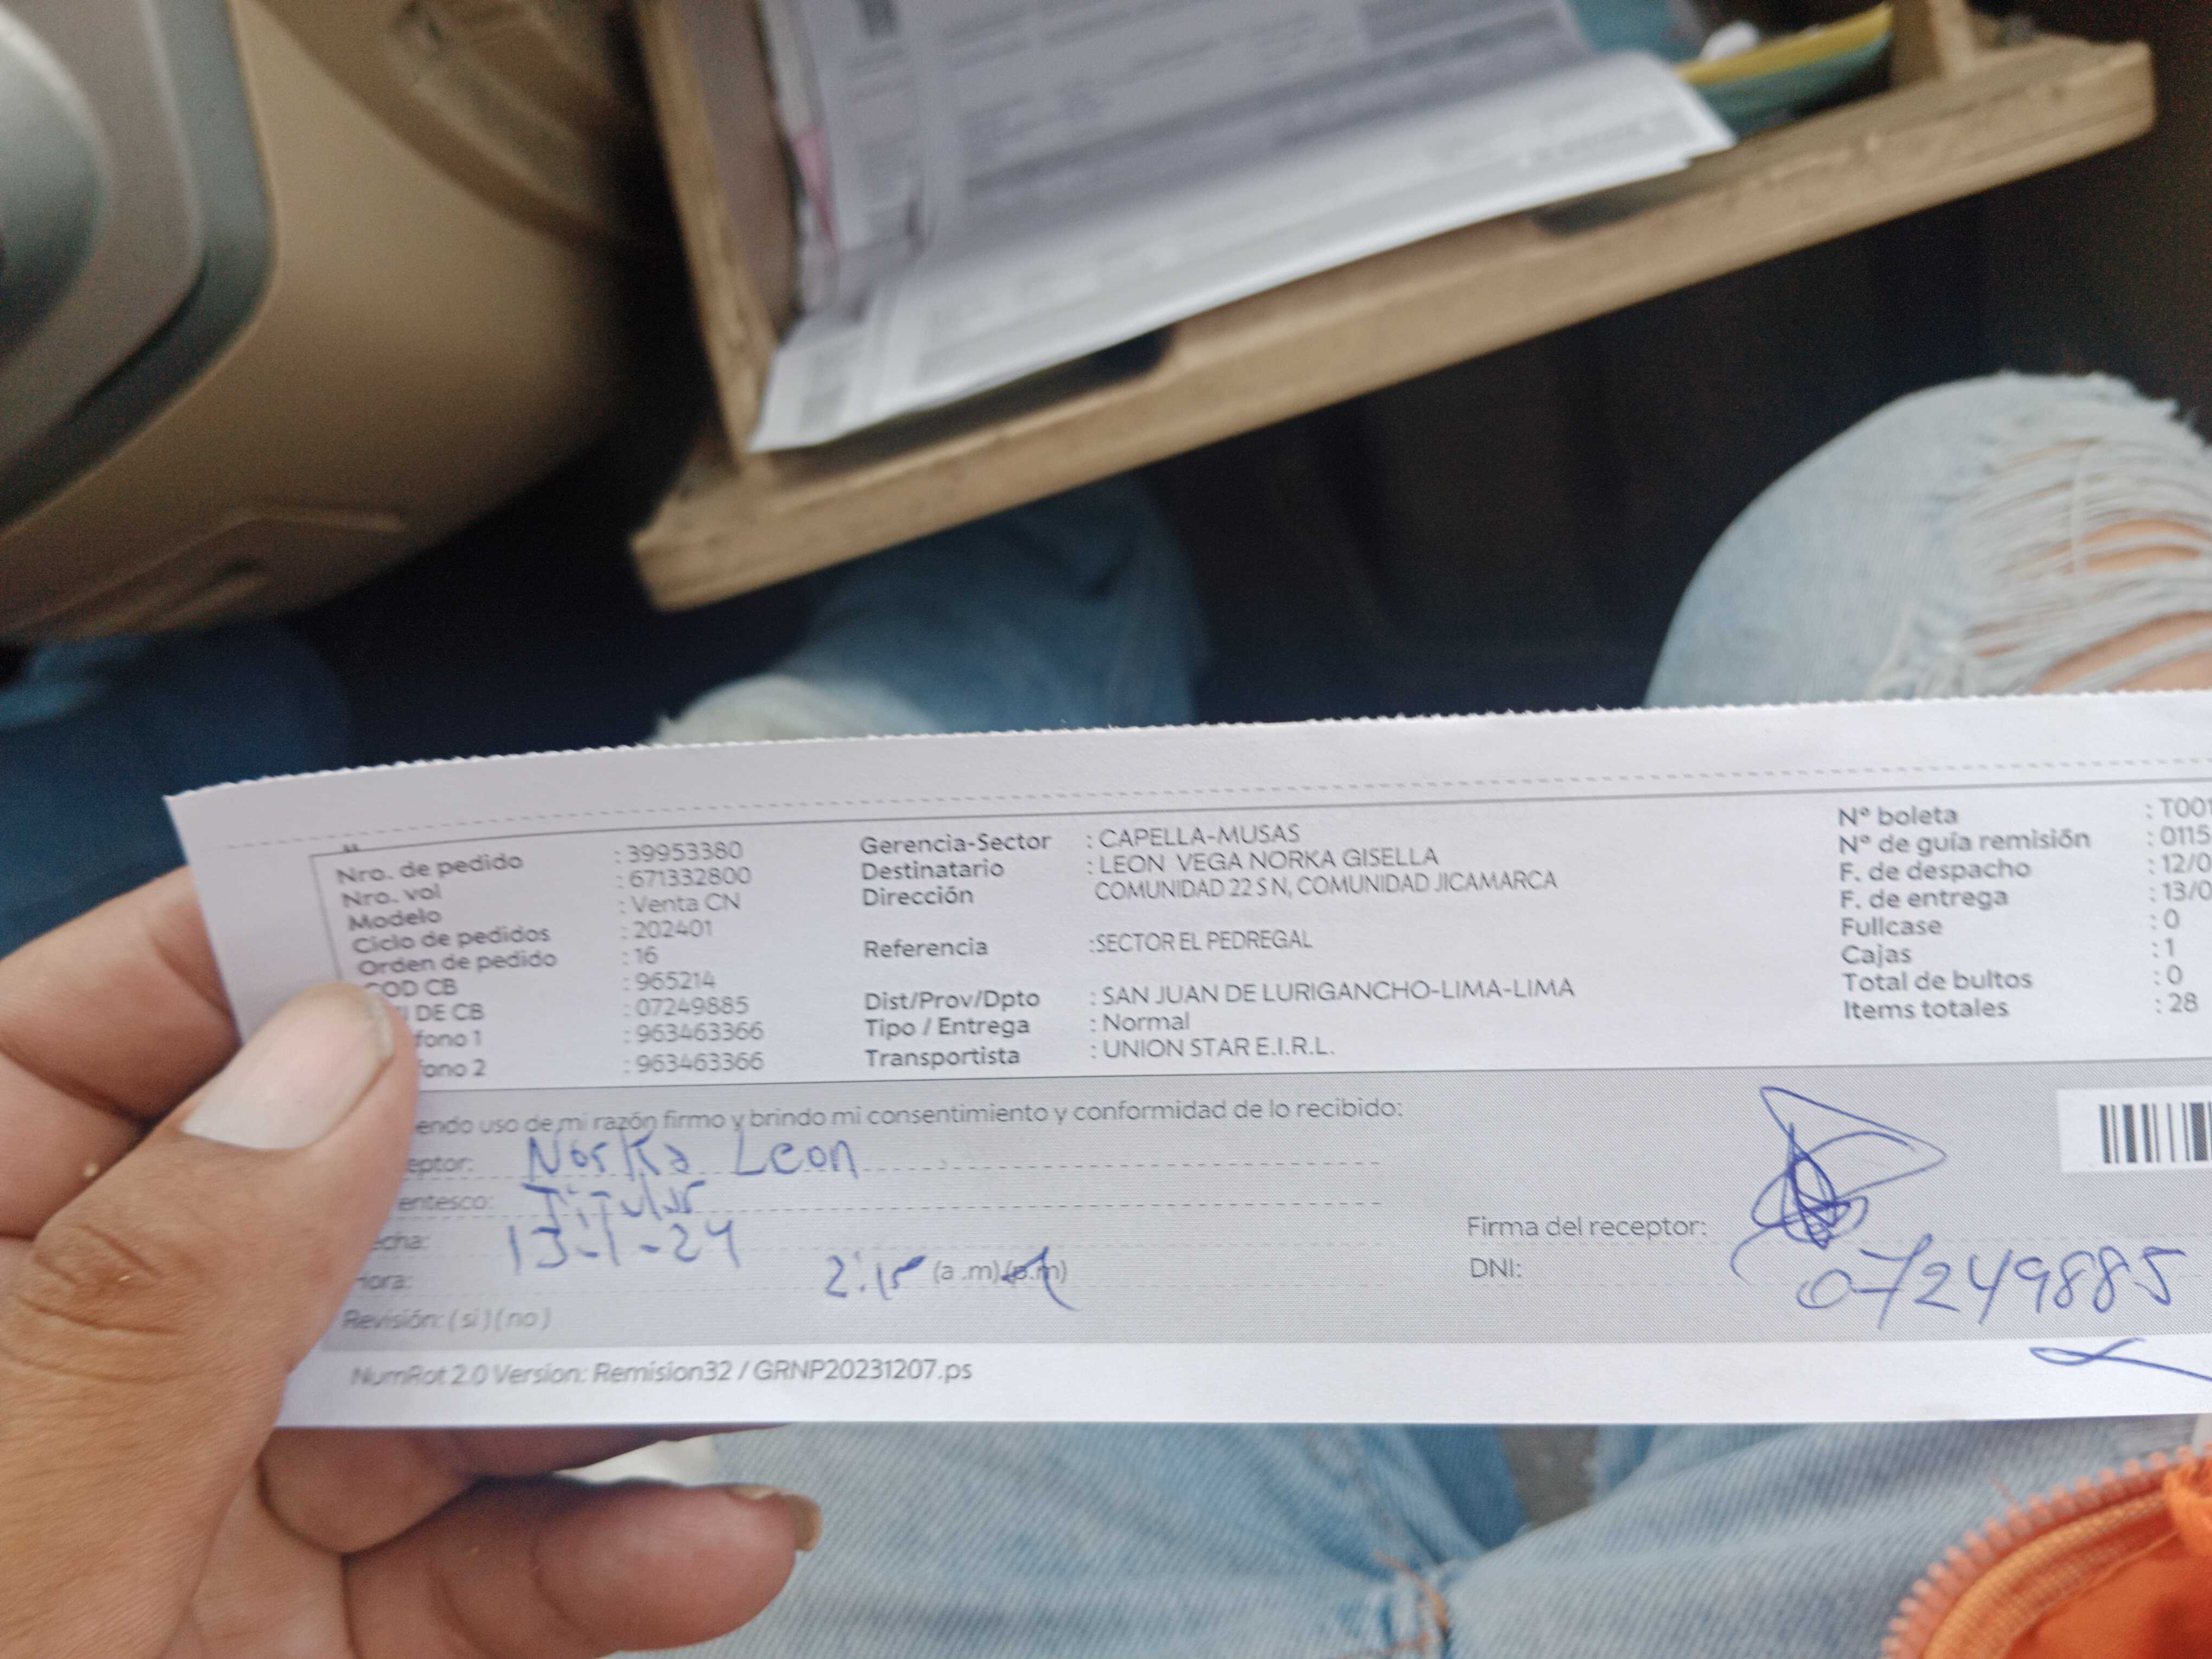 Nro. de pedido : 39953380
Nro. vol : 671332800
Modelo : Venta CN
Ciclo de pedidos : 202401
Orden de pedido : 16
COD CB : 965214
I DE CB : 07249885
fono 1 : 963463366
ono 2 : 963463366
Gerencia-Sector : CAPELLA-MUSAS
Destinatario : LEON VEGA NORKA GISELLA
Dirección COMUNIDAD 22 S N, COMUNIDAD JICAMARCA
Referencia :SECTOR EL PEDREGAL
Dist/Prov/Dpto : SAN JUAN DE LURIGANCHO-LIMA-LIMA
Tipo / Entrega : Normal
Transportista : UNION STAR E.I.R.L.
Nº boleta : T001
Nº de guía remisión : 0115
F. de despacho : 12/0
F. de entrega : 13/0
Fullcase : 0
Cajas : 1
Total de bultos : 0
Items totales : 28
endo uso de mi razón firmo y brindo mi consentimiento y conformidad de lo recibido:
eptor: Norka Leon
entesco: Titular
echa: 13-1-24
Hora: 2:15 (a .m) (p.m)
Revisión: ( si ) ( no )
Firma del receptor:
DNI: 07249885
NumRot 2.0 Version: Remision32 / GRNP20231207.ps